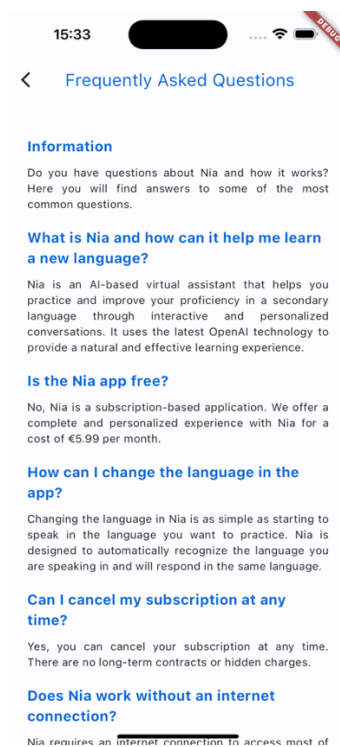 15:33
DEBUG
Frequently Asked Questions
Information
Do you have questions about Nia and how it works?
Here you will find answers to some of the most
common questions.
What is Nia and how can it help me learn
a new language?
Nia is an AI-based virtual assistant that helps you
practice and improve your proficiency in a secondary
language through interactive and personalized
conversations. It uses the latest OpenAI technology to
provide a natural and effective learning experience.
Is the Nia app free?
No, Nia is a subscription-based application. We offer a
complete and personalized experience with Nia for a
cost of €5.99 per month.
How can I change the language in the
app?
Changing the language in Nia is as simple as starting to
speak in the language you want to practice. Nia is
designed to automatically recognize the language you
are speaking in and will respond in the same language.
Can I cancel my subscription at any
time?
Yes, you can cancel your subscription at any time.
There are no long-term contracts or hidden charges.
Does Nia work without an internet
connection?
Nia requires an internet connection to access most of